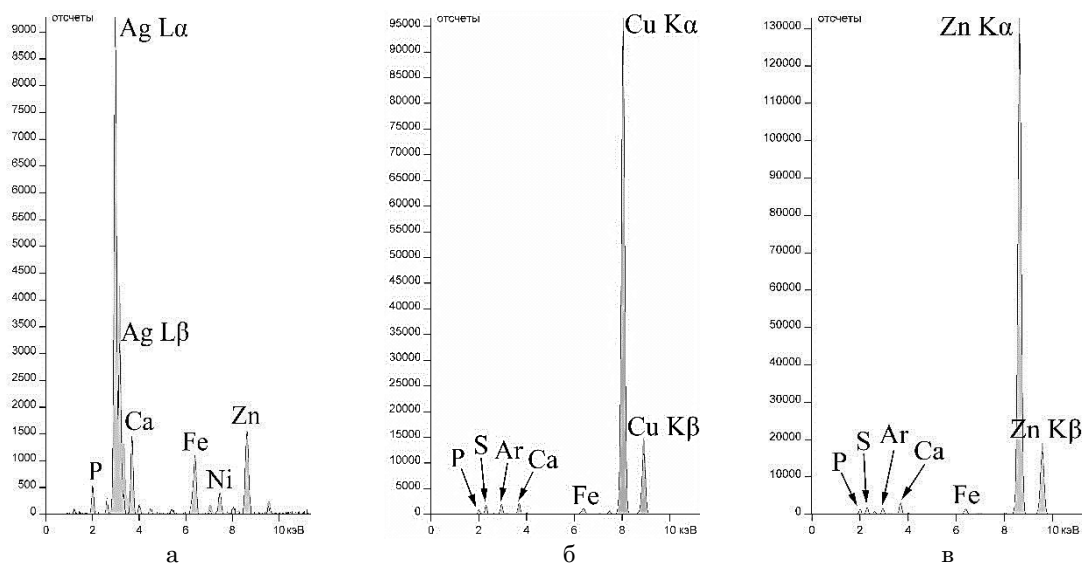 отсчеты
9000
8500
8000
7500
7000
6500
6000
5500
5000
4500
4000
3500
3000
2500
2000
1500
1000
500
0
Ag Lα
Ag Lβ
P
Ca
Fe
Ni
Zn
0 2 4 6 8 10 кэВ
а
отсчеты
95000
90000
85000
80000
75000
70000
65000
60000
55000
50000
45000
40000
35000
30000
25000
20000
15000
10000
5000
0
Cu Kα
Cu Kβ
P
S
Ar
Ca
Fe
0 2 4 6 8 10 кэВ
б
отсчеты
130000
120000
110000
100000
90000
80000
70000
60000
50000
40000
30000
20000
10000
0
Zn Kα
Zn Kβ
P
S
Ar
Ca
Fe
0 2 4 6 8 10 кэВ
в